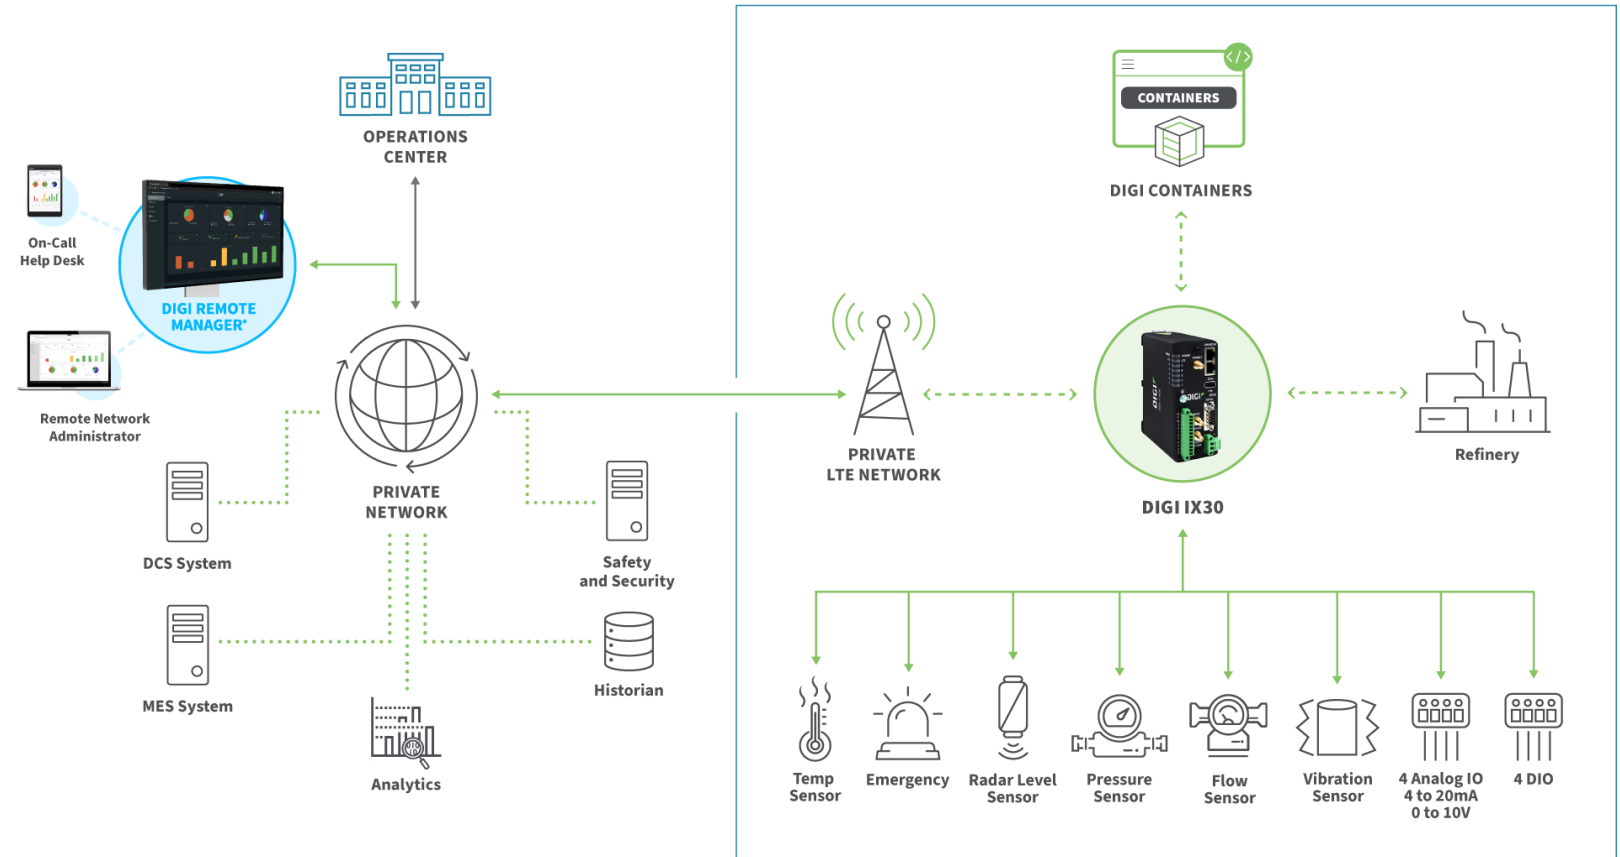 OPERATIONS
CENTER
On-Call
Help Desk
DIGI REMOTE
MANAGER®
Remote Network
Administrator
PRIVATE
NETWORK
DCS System
Safety
and Security
MES System
Historian
Analytics
</>
CONTAINERS
DIGI CONTAINERS
PRIVATE
LTE NETWORK
DIGI
DIGI
DIGI IX30
Refinery
Temp
Sensor
Emergency
Radar Level
Sensor
Pressure
Sensor
Flow
Sensor
Vibration
Sensor
4 Analog IO
4 to 20mA
0 to 10V
4 DIO